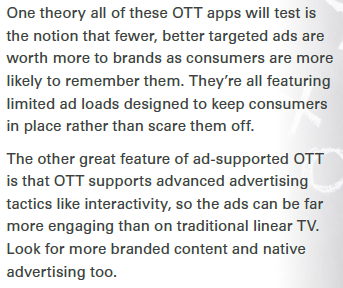 One theory all of these OTT apps will test is
the notion that fewer, better targeted ads are
worth more to brands as consumers are more
likely to remember them. They're all featuring
limited ad loads designed to keep consumers
in place rather than scare them off.
The other great feature of ad-supported OTT
is that OTT supports advanced advertising
tactics like interactivity, so the ads can be far
more engaging than on traditional linear TV.
Look for more branded content and native
advertising too.